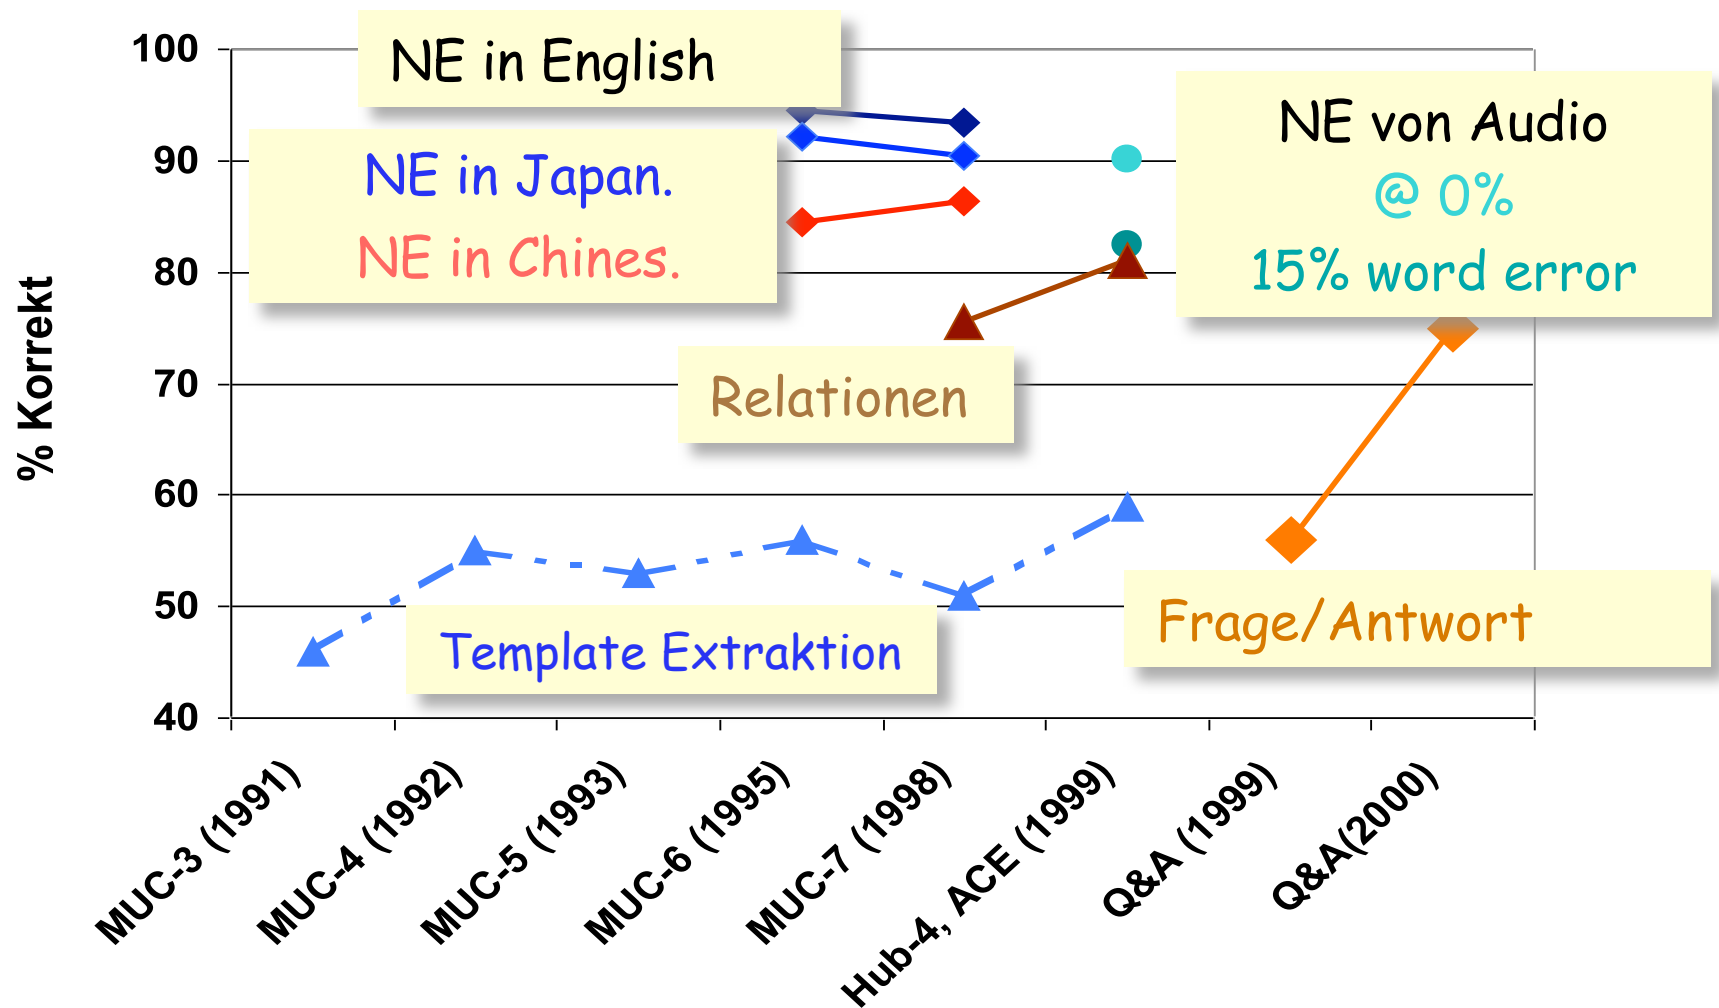 100
90
80
70
60
50
40
% Korrekt
NE in English
NE in Japan.
NE in Chines.
NE von Audio
@ 0%
15% word error
Relationen
Template Extraktion
Frage/Antwort
MUC-3 (1991)
MUC-4 (1992)
MUC-5 (1993)
MUC-6 (1995)
MUC-7 (1998)
Hub-4, ACE (1999)
Q&A (1999)
Q&A(2000)